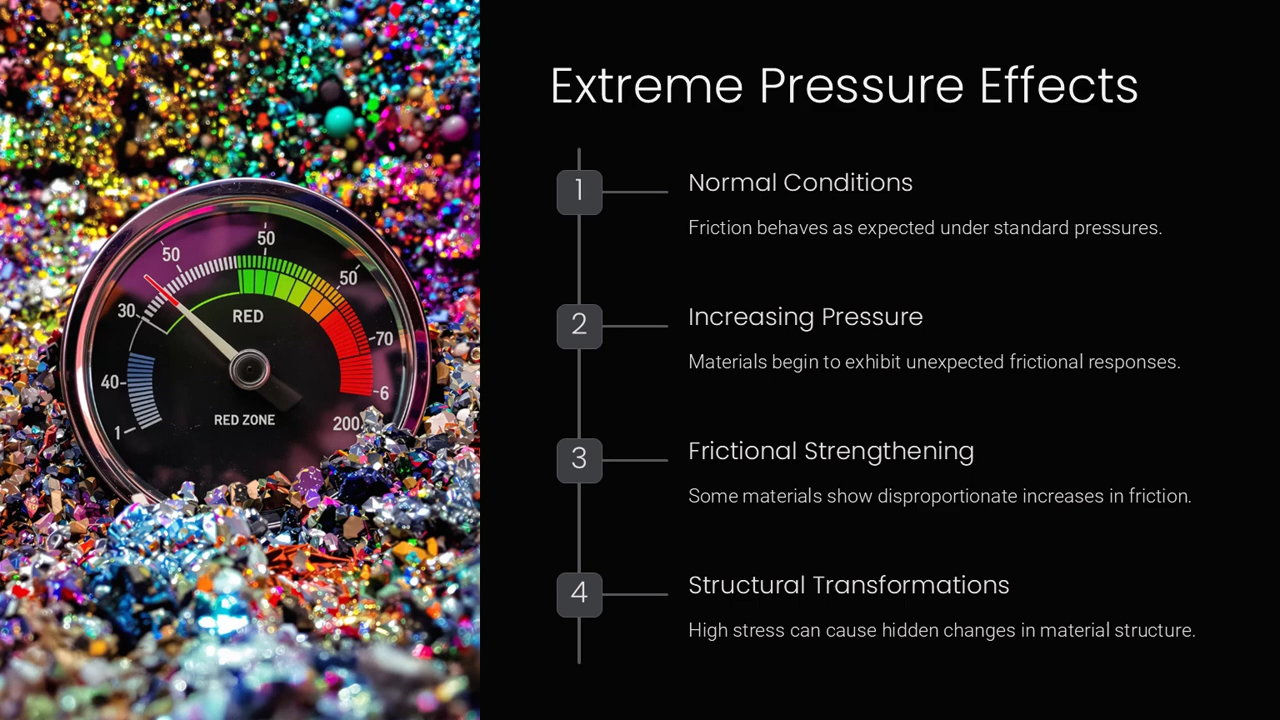 Extreme Pressure Effects
1
Normal Conditions
Friction behaves as expected under standard pressures.
2
Increasing Pressure
Materials begin to exhibit unexpected frictional responses.
3
Frictional Strengthening
Some materials show disproportionate increases in friction.
4
Structural Transformations
High stress can cause hidden changes in material structure.
50
50
50
30
RED
70
40
6
RED ZONE
200
1